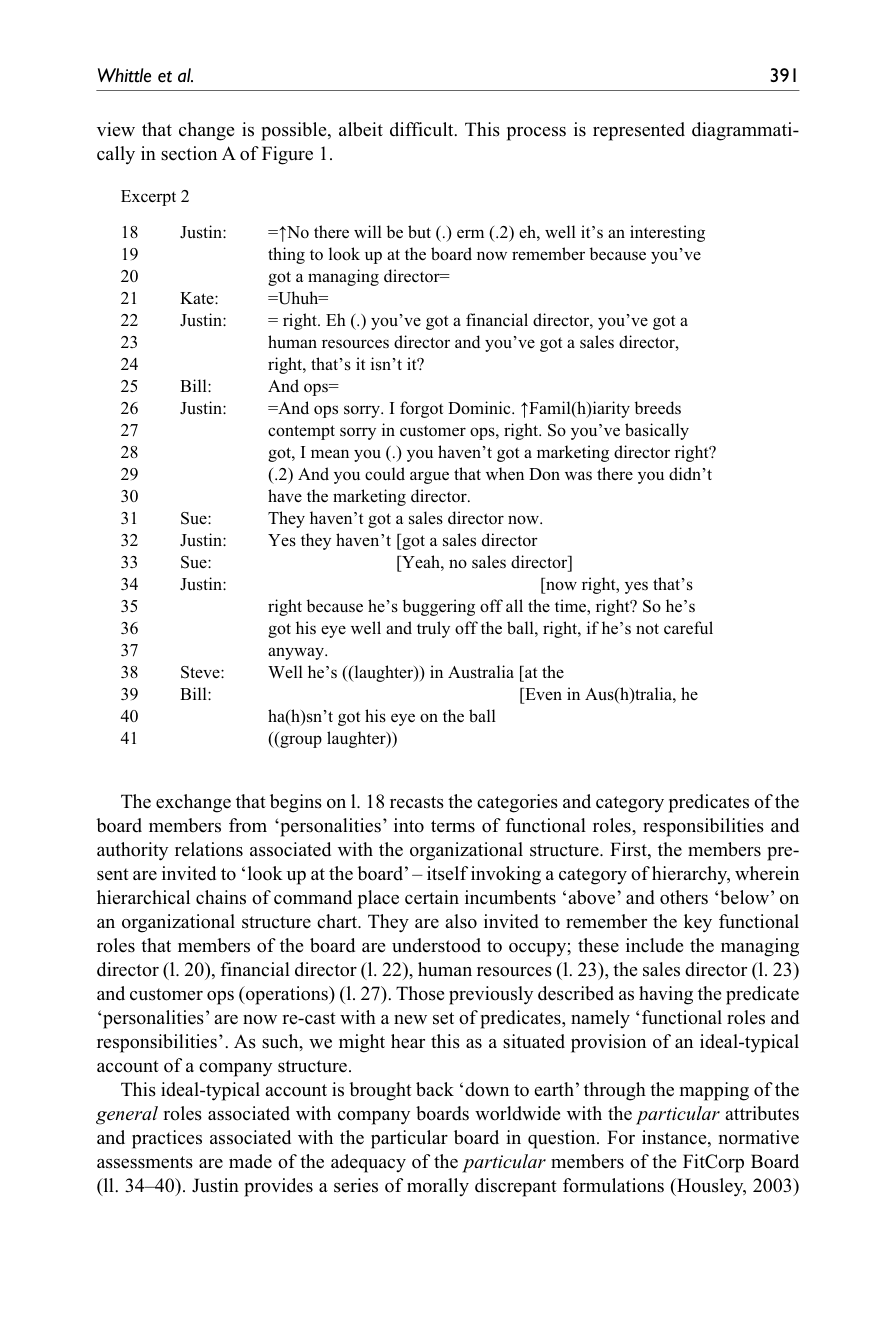 Whittle et al. 391
view that change is possible, albeit difficult. This process is represented diagrammati-
cally in section A of Figure 1.
Excerpt 2
18 Justin: =↑No there will be but (.) erm (.2) eh, well it’s an interesting
19 thing to look up at the board now remember because you’ve
20 got a managing director=
21 Kate: =Uhuh=
22 Justin: = right. Eh (.) you’ve got a financial director, you’ve got a
23 human resources director and you’ve got a sales director,
24 right, that’s it isn’t it?
25 Bill: And ops=
26 Justin: =And ops sorry. I forgot Dominic. ↑Famil(h)iarity breeds
27 contempt sorry in customer ops, right. So you’ve basically
28 got, I mean you (.) you haven’t got a marketing director right?
29 (.2) And you could argue that when Don was there you didn’t
30 have the marketing director.
31 Sue: They haven’t got a sales director now.
32 Justin: Yes they haven’t [got a sales director
33 Sue: [Yeah, no sales director]
34 Justin: [now right, yes that’s
35 right because he’s buggering off all the time, right? So he’s
36 got his eye well and truly off the ball, right, if he’s not careful
37 anyway.
38 Steve: Well he’s ((laughter)) in Australia [at the
39 Bill: [Even in Aus(h)tralia, he
40 ha(h)sn’t got his eye on the ball
41 ((group laughter))
The exchange that begins on l. 18 recasts the categories and category predicates of the
board members from ‘personalities’ into terms of functional roles, responsibilities and
authority relations associated with the organizational structure. First, the members pre-
sent are invited to ‘look up at the board’ – itself invoking a category of hierarchy, wherein
hierarchical chains of command place certain incumbents ‘above’ and others ‘below’ on
an organizational structure chart. They are also invited to remember the key functional
roles that members of the board are understood to occupy; these include the managing
director (l. 20), financial director (l. 22), human resources (l. 23), the sales director (l. 23)
and customer ops (operations) (l. 27). Those previously described as having the predicate
‘personalities’ are now re-cast with a new set of predicates, namely ‘functional roles and
responsibilities’. As such, we might hear this as a situated provision of an ideal-typical
account of a company structure.
This ideal-typical account is brought back ‘down to earth’ through the mapping of the
general roles associated with company boards worldwide with the particular attributes
and practices associated with the particular board in question. For instance, normative
assessments are made of the adequacy of the particular members of the FitCorp Board
(ll. 34–40). Justin provides a series of morally discrepant formulations (Housley, 2003)